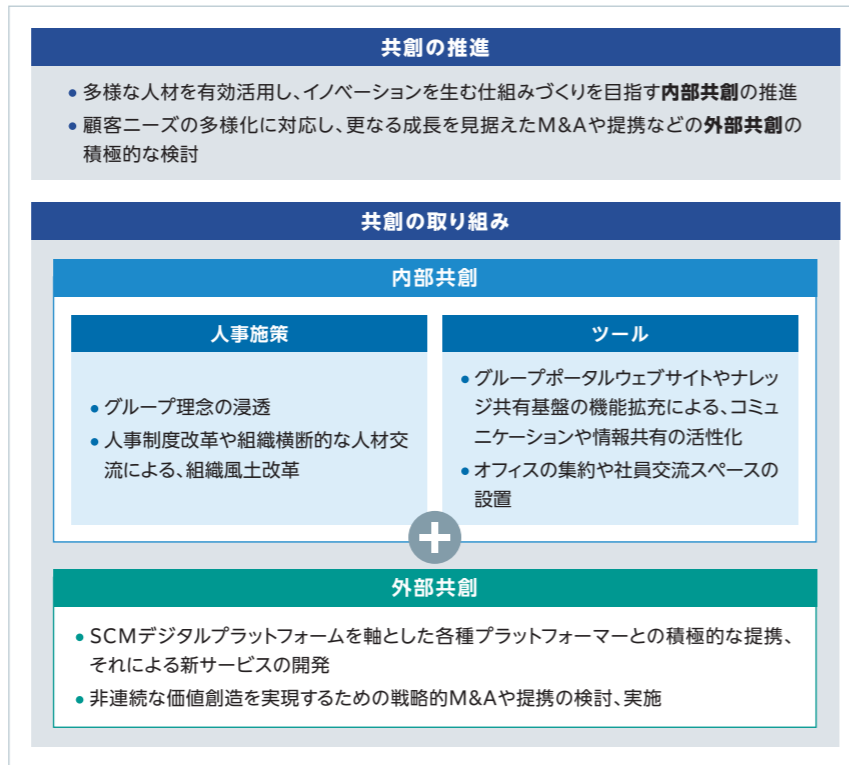 共創の推進
● 多様な人材を有効活用し、イノベーションを生む仕組みづくりを目指す内部共創の推進
● 顧客ニーズの多様化に対応し、更なる成長を見据えたM&Aや提携などの外部共創の
積極的な検討
共創の取り組み
内部共創
人事施策
● グループ理念の浸透
● 人事制度改革や組織横断的な人材交
流による、組織風土改革
ツール
● グループポータルウェブサイトやナレッ
ジ共有基盤の機能拡充による、コミュ
ニケーションや情報共有の活性化
● オフィスの集約や社員交流スペースの
設置
+
外部共創
● SCMデジタルプラットフォームを軸とした各種プラットフォーマーとの積極的な提携、
それによる新サービスの開発
● 非連続な価値創造を実現するための戦略的M&Aや提携の検討、実施